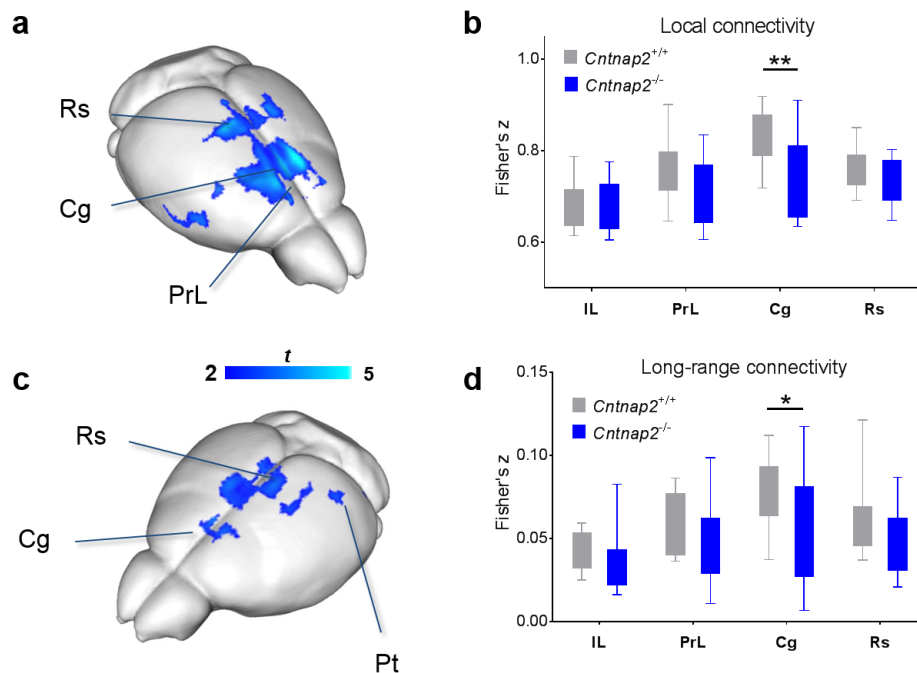 a
Rs
Cg
PrL
b
Local connectivity
Cntnap2+/+
Cntnap2-/-
**
Fisher's z
1.0
0.8
0.6
IL PrL Cg Rs
c
t
2 5
Rs
Cg
Pt
d
Long-range connectivity
Cntnap2+/+
Cntnap2-/-
*
Fisher's z
0.15
0.10
0.05
0.00
IL PrL Cg Rs